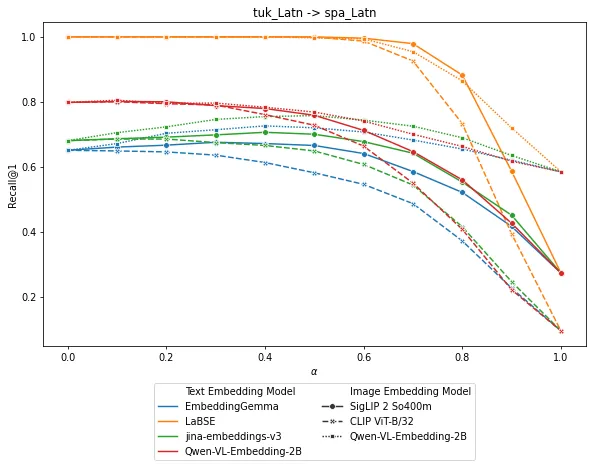 tuk_Latn -> spa_Latn
1.0
0.8
0.6
0.4
0.2
Recall@1
0.0 0.2 0.4 0.6 0.8 1.0
α
Text Embedding Model Image Embedding Model
EmbeddingGemma SigLIP 2 So400m
LaBSE CLIP ViT-B/32
jina-embeddings-v3 Qwen-VL-Embedding-2B
Qwen-VL-Embedding-2B